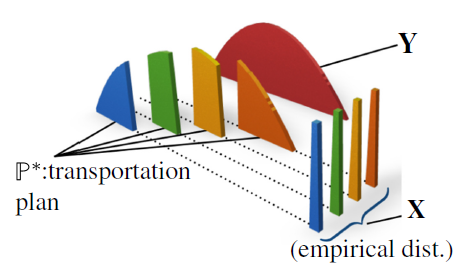 Y
ℙ*:transportation
plan
X
(empirical dist.)